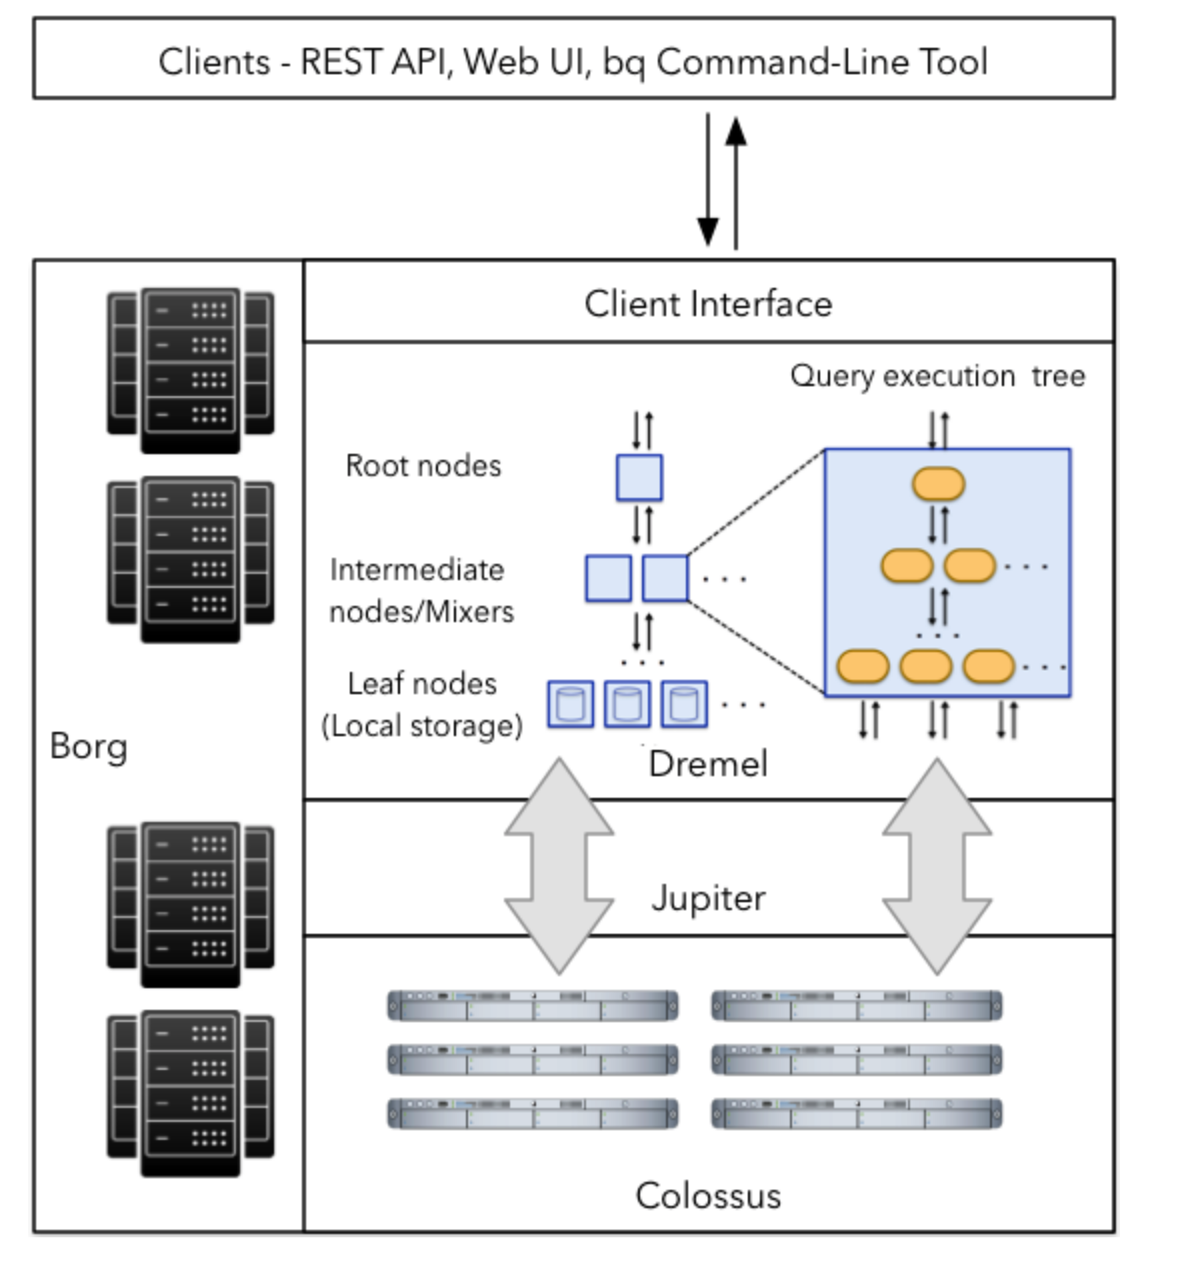 Clients - REST API, Web UI, bq Command-Line Tool
Client Interface
Query execution tree
Root nodes
Intermediate
nodes/Mixers
Leaf nodes
(Local storage)
Borg
Dremel
Jupiter
Colossus